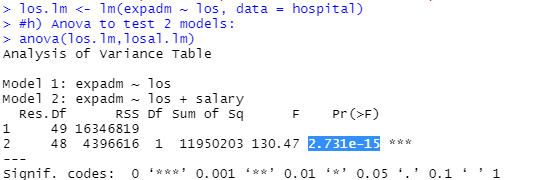 > los.lm <- lm(expadm ~ los, data = hospital)
> #h) Anova to test 2 models:
> anova(los.lm,losal.lm)
Analysis of Variance Table

Model 1: expadm ~ los
Model 2: expadm ~ los + salary
  Res.Df      RSS Df Sum of Sq      F    Pr(>F)
1     49 16346819
2     48  4396616  1  11950203 130.47 2.731e-15 ***
---
Signif. codes:  0 ‘***’ 0.001 ‘**’ 0.01 ‘*’ 0.05 ‘.’ 0.1 ‘ ’ 1